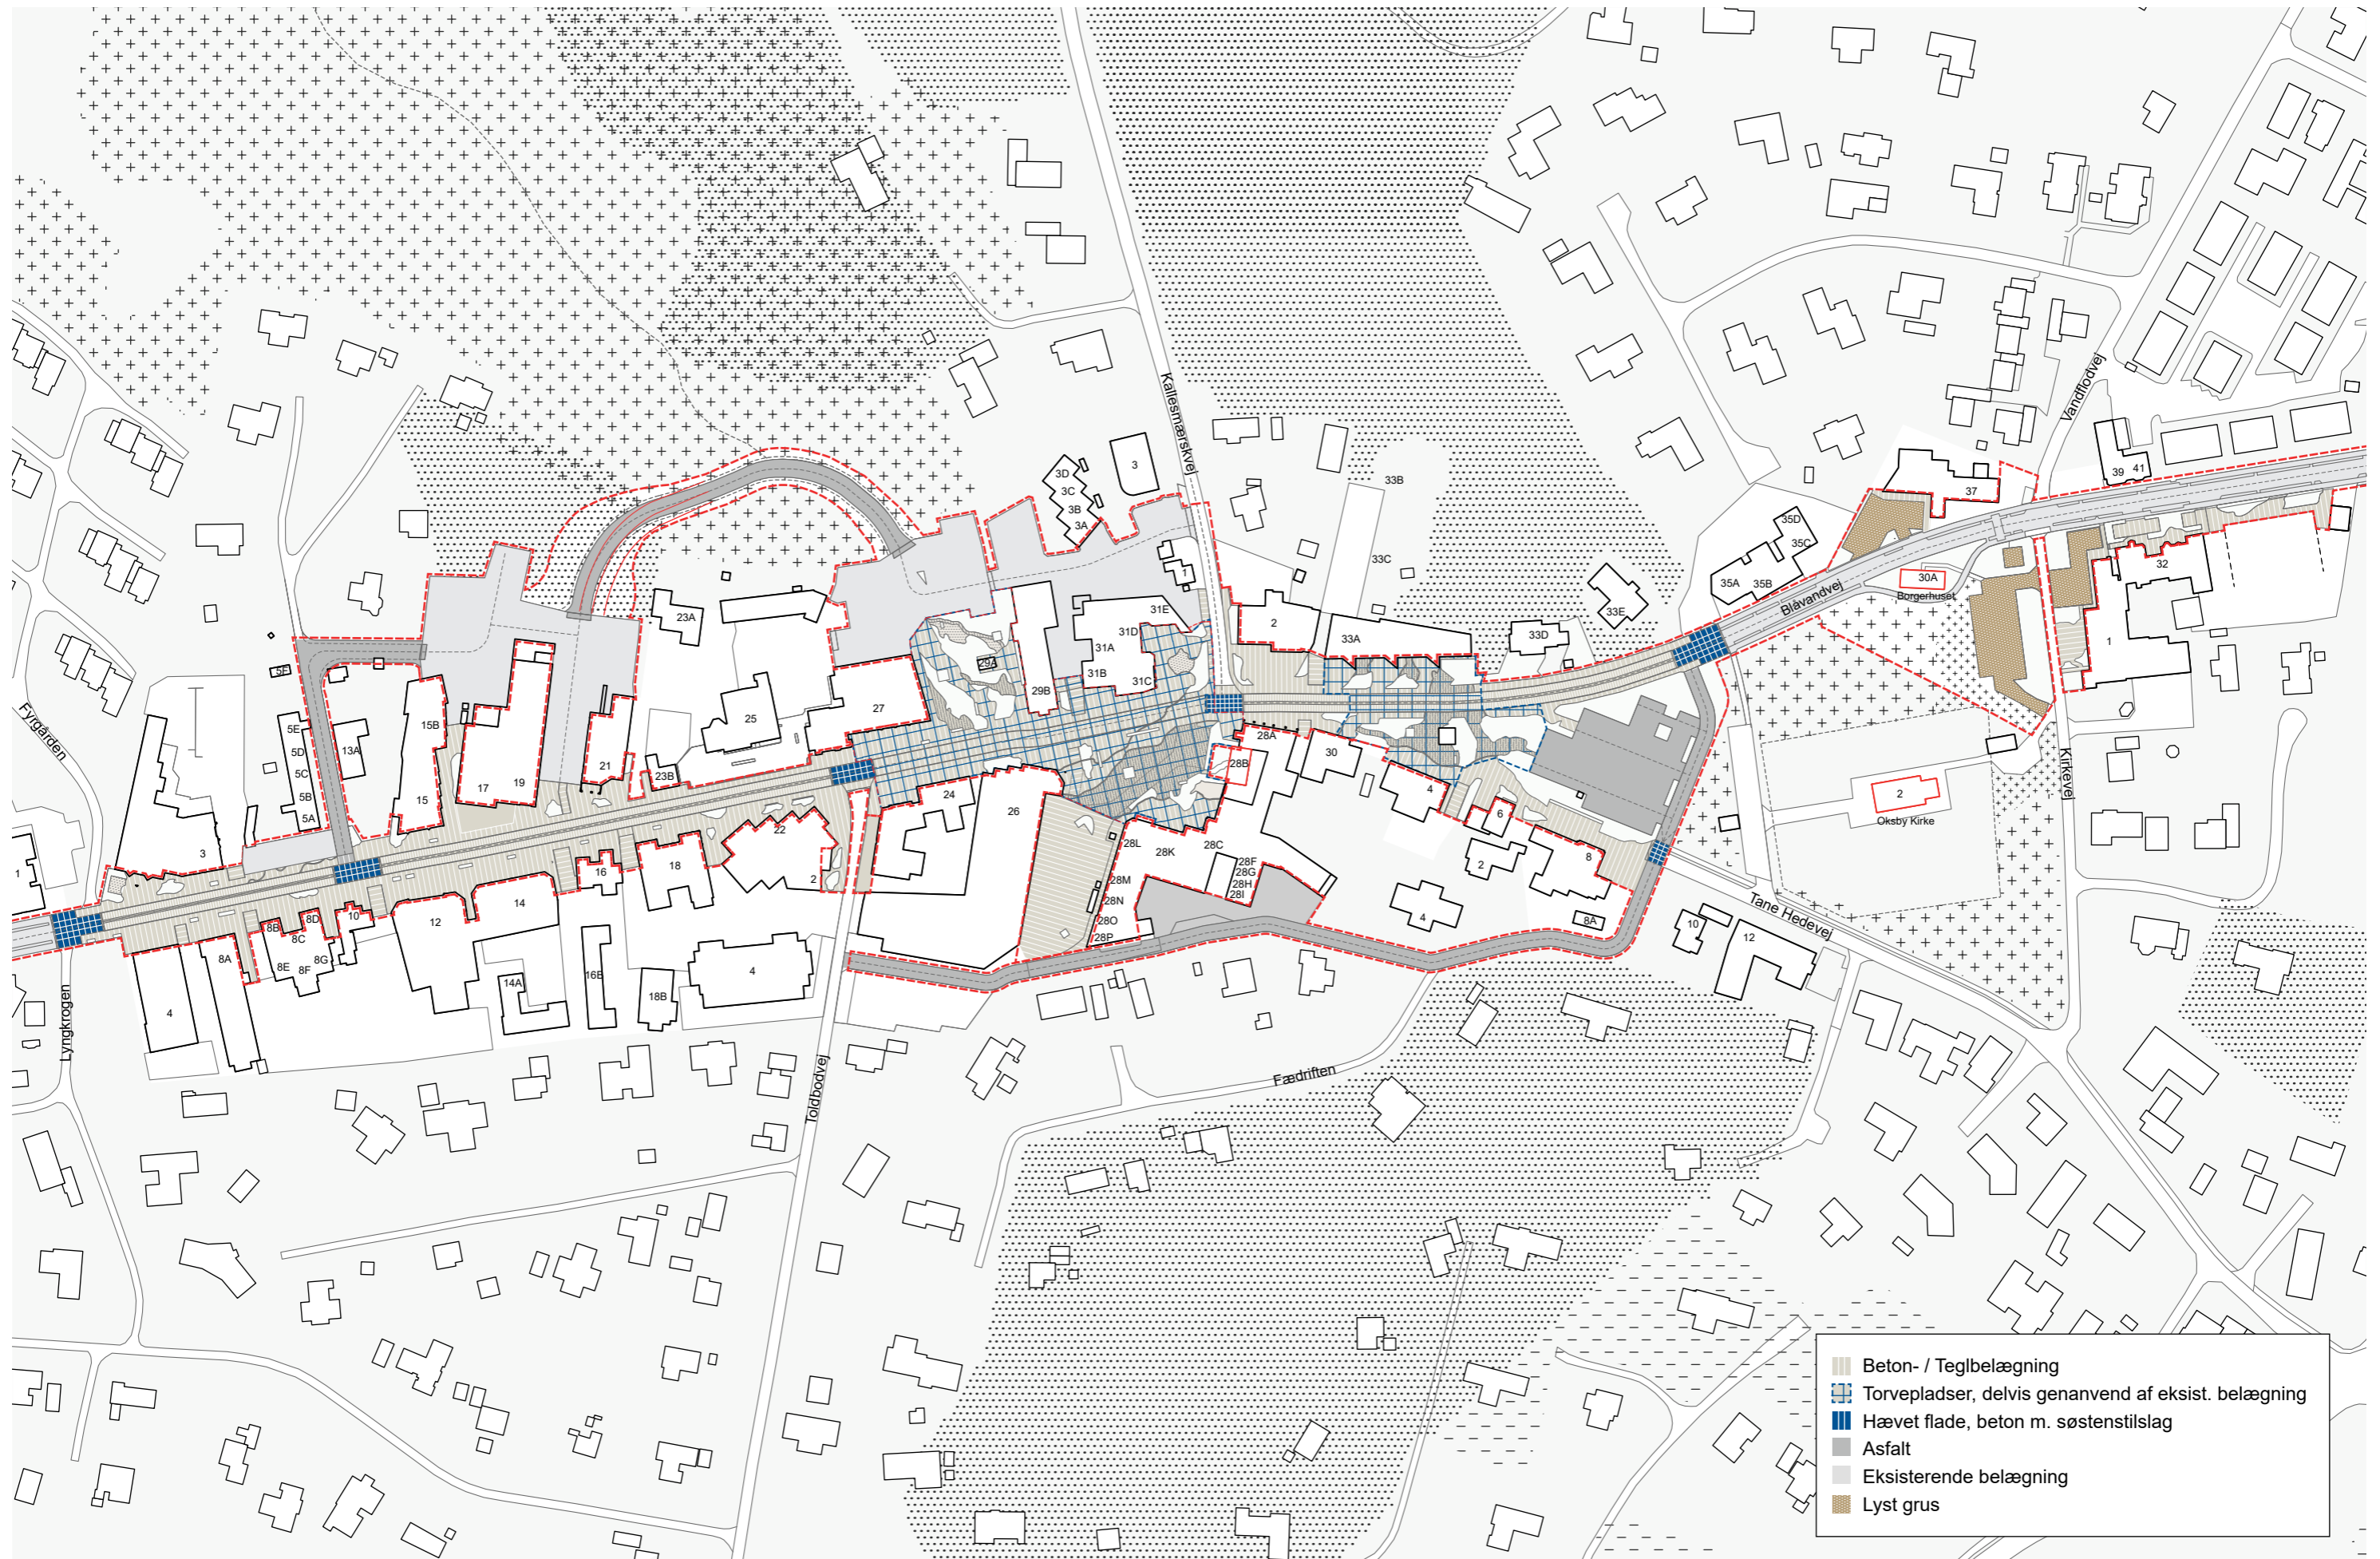 Kallesmærskvej
Vandflodvej
3D
3C
3B
3A
3
33B
39
41
37
35D
35C
35A
35B
33C
33E
33D
30A
Borgerhuset
Blåvandvej
32
1
1
31E
31D
31A
31B
31C
29A
29B
2
33A
23A
25
27
5F
5E
5D
5C
5B
5A
13A
15B
15
17
19
21
23B
Fyrgården
3
1
28A
28B
30
4
6
2
8
4
8A
2
Oksby Kirke
Kirkevej
24
26
22
2
18
16
14
12
10
8D
8B
8C
8G
8E
8F
8A
4
14A
16B
18B
4
28L
28K
28C
28F
28G
28H
28I
28M
28N
28O
28P
10
12
Tane Hedevej
Lyngkrogen
Toldbodvej
Fædriften
Beton- / Teglbelægning
Torvepladser, delvis genanvend af eksist. belægning
Hævet flade, beton m. søstenstilslag
Asfalt
Eksisterende belægning
Lyst grus